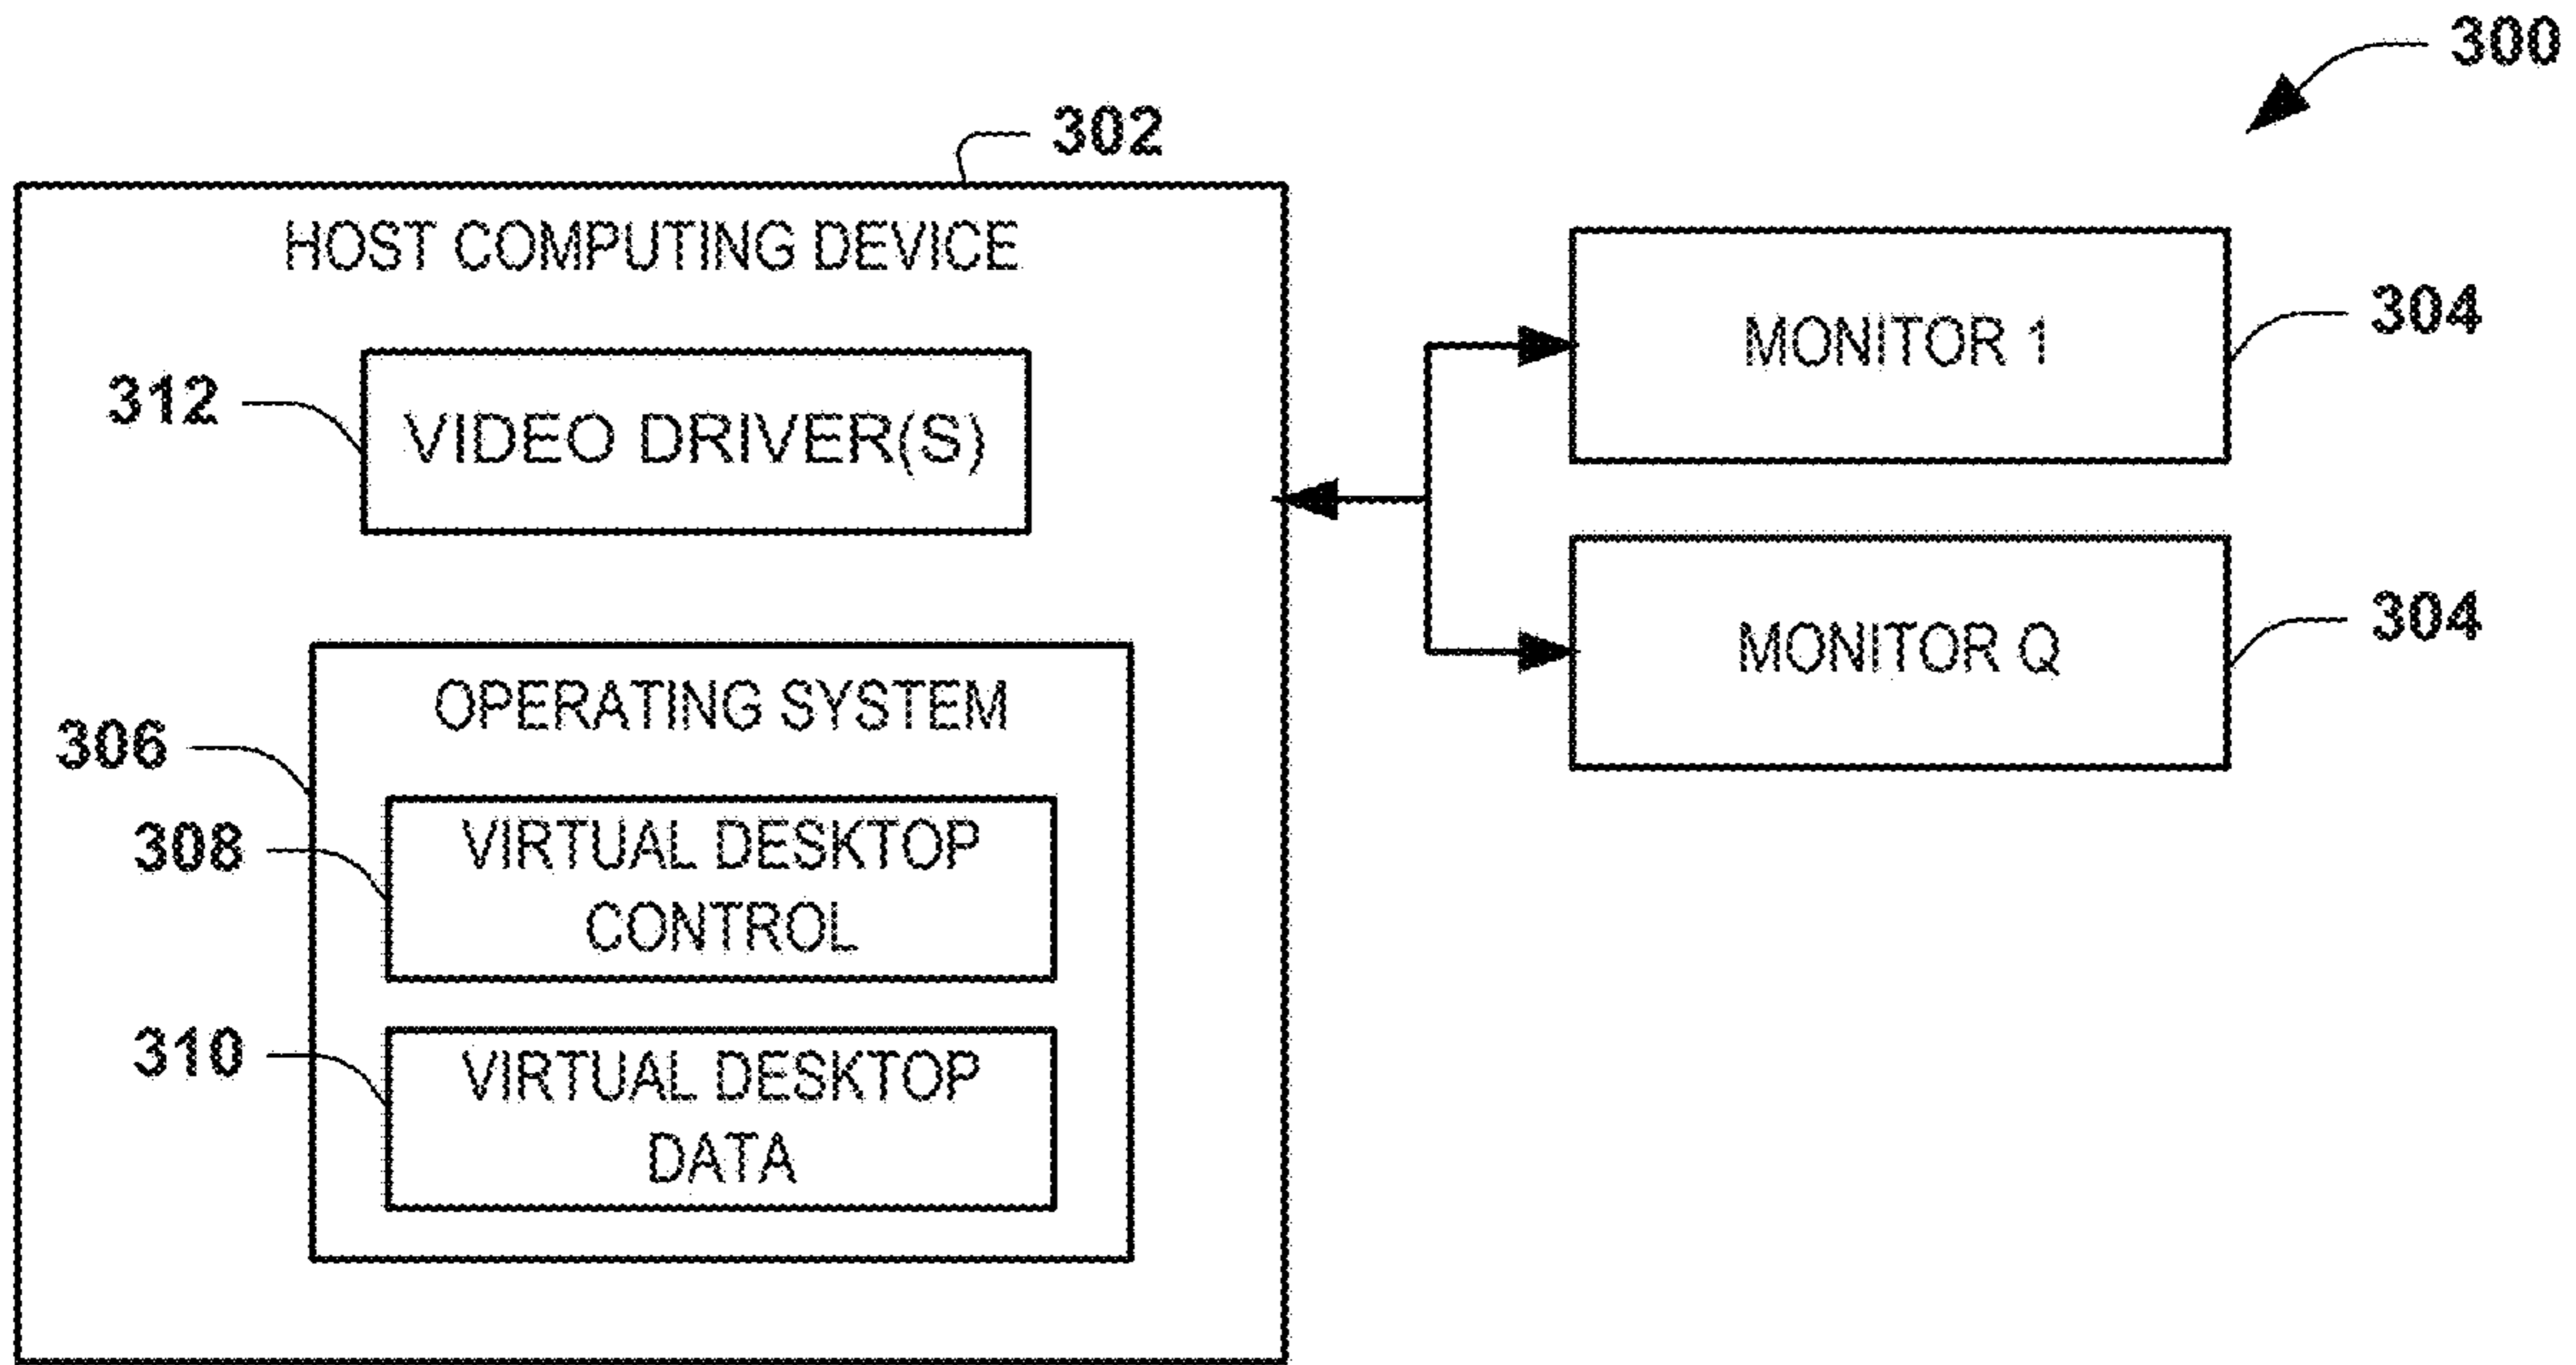 300
302
HOST COMPUTING DEVICE
312
VIDEO DRIVER(S)
MONITOR 1
304
MONITOR Q
304
306
OPERATING SYSTEM
308
VIRTUAL DESKTOP
CONTROL
310
VIRTUAL DESKTOP
DATA